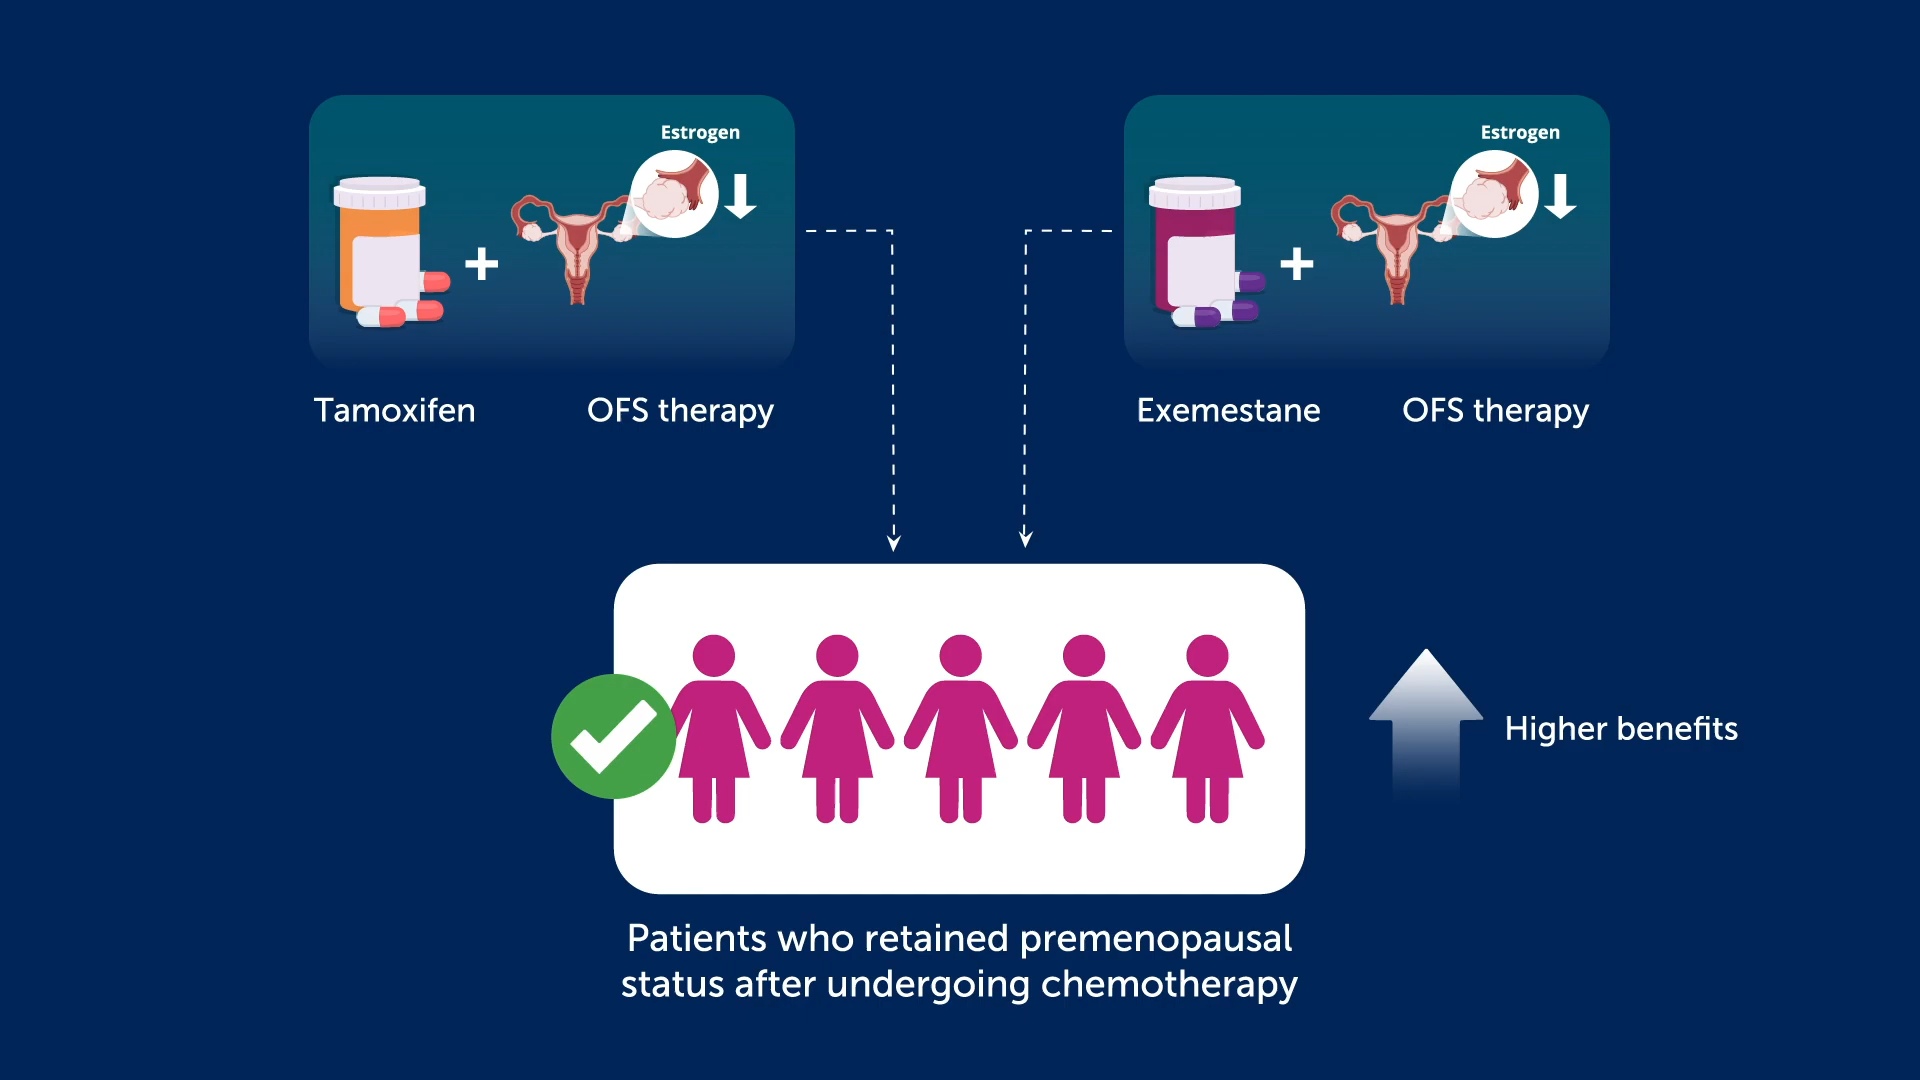 Estrogen
Estrogen
Tamoxifen
OFS therapy
Exemestane
OFS therapy
Higher benefits
Patients who retained premenopausal
status after undergoing chemotherapy